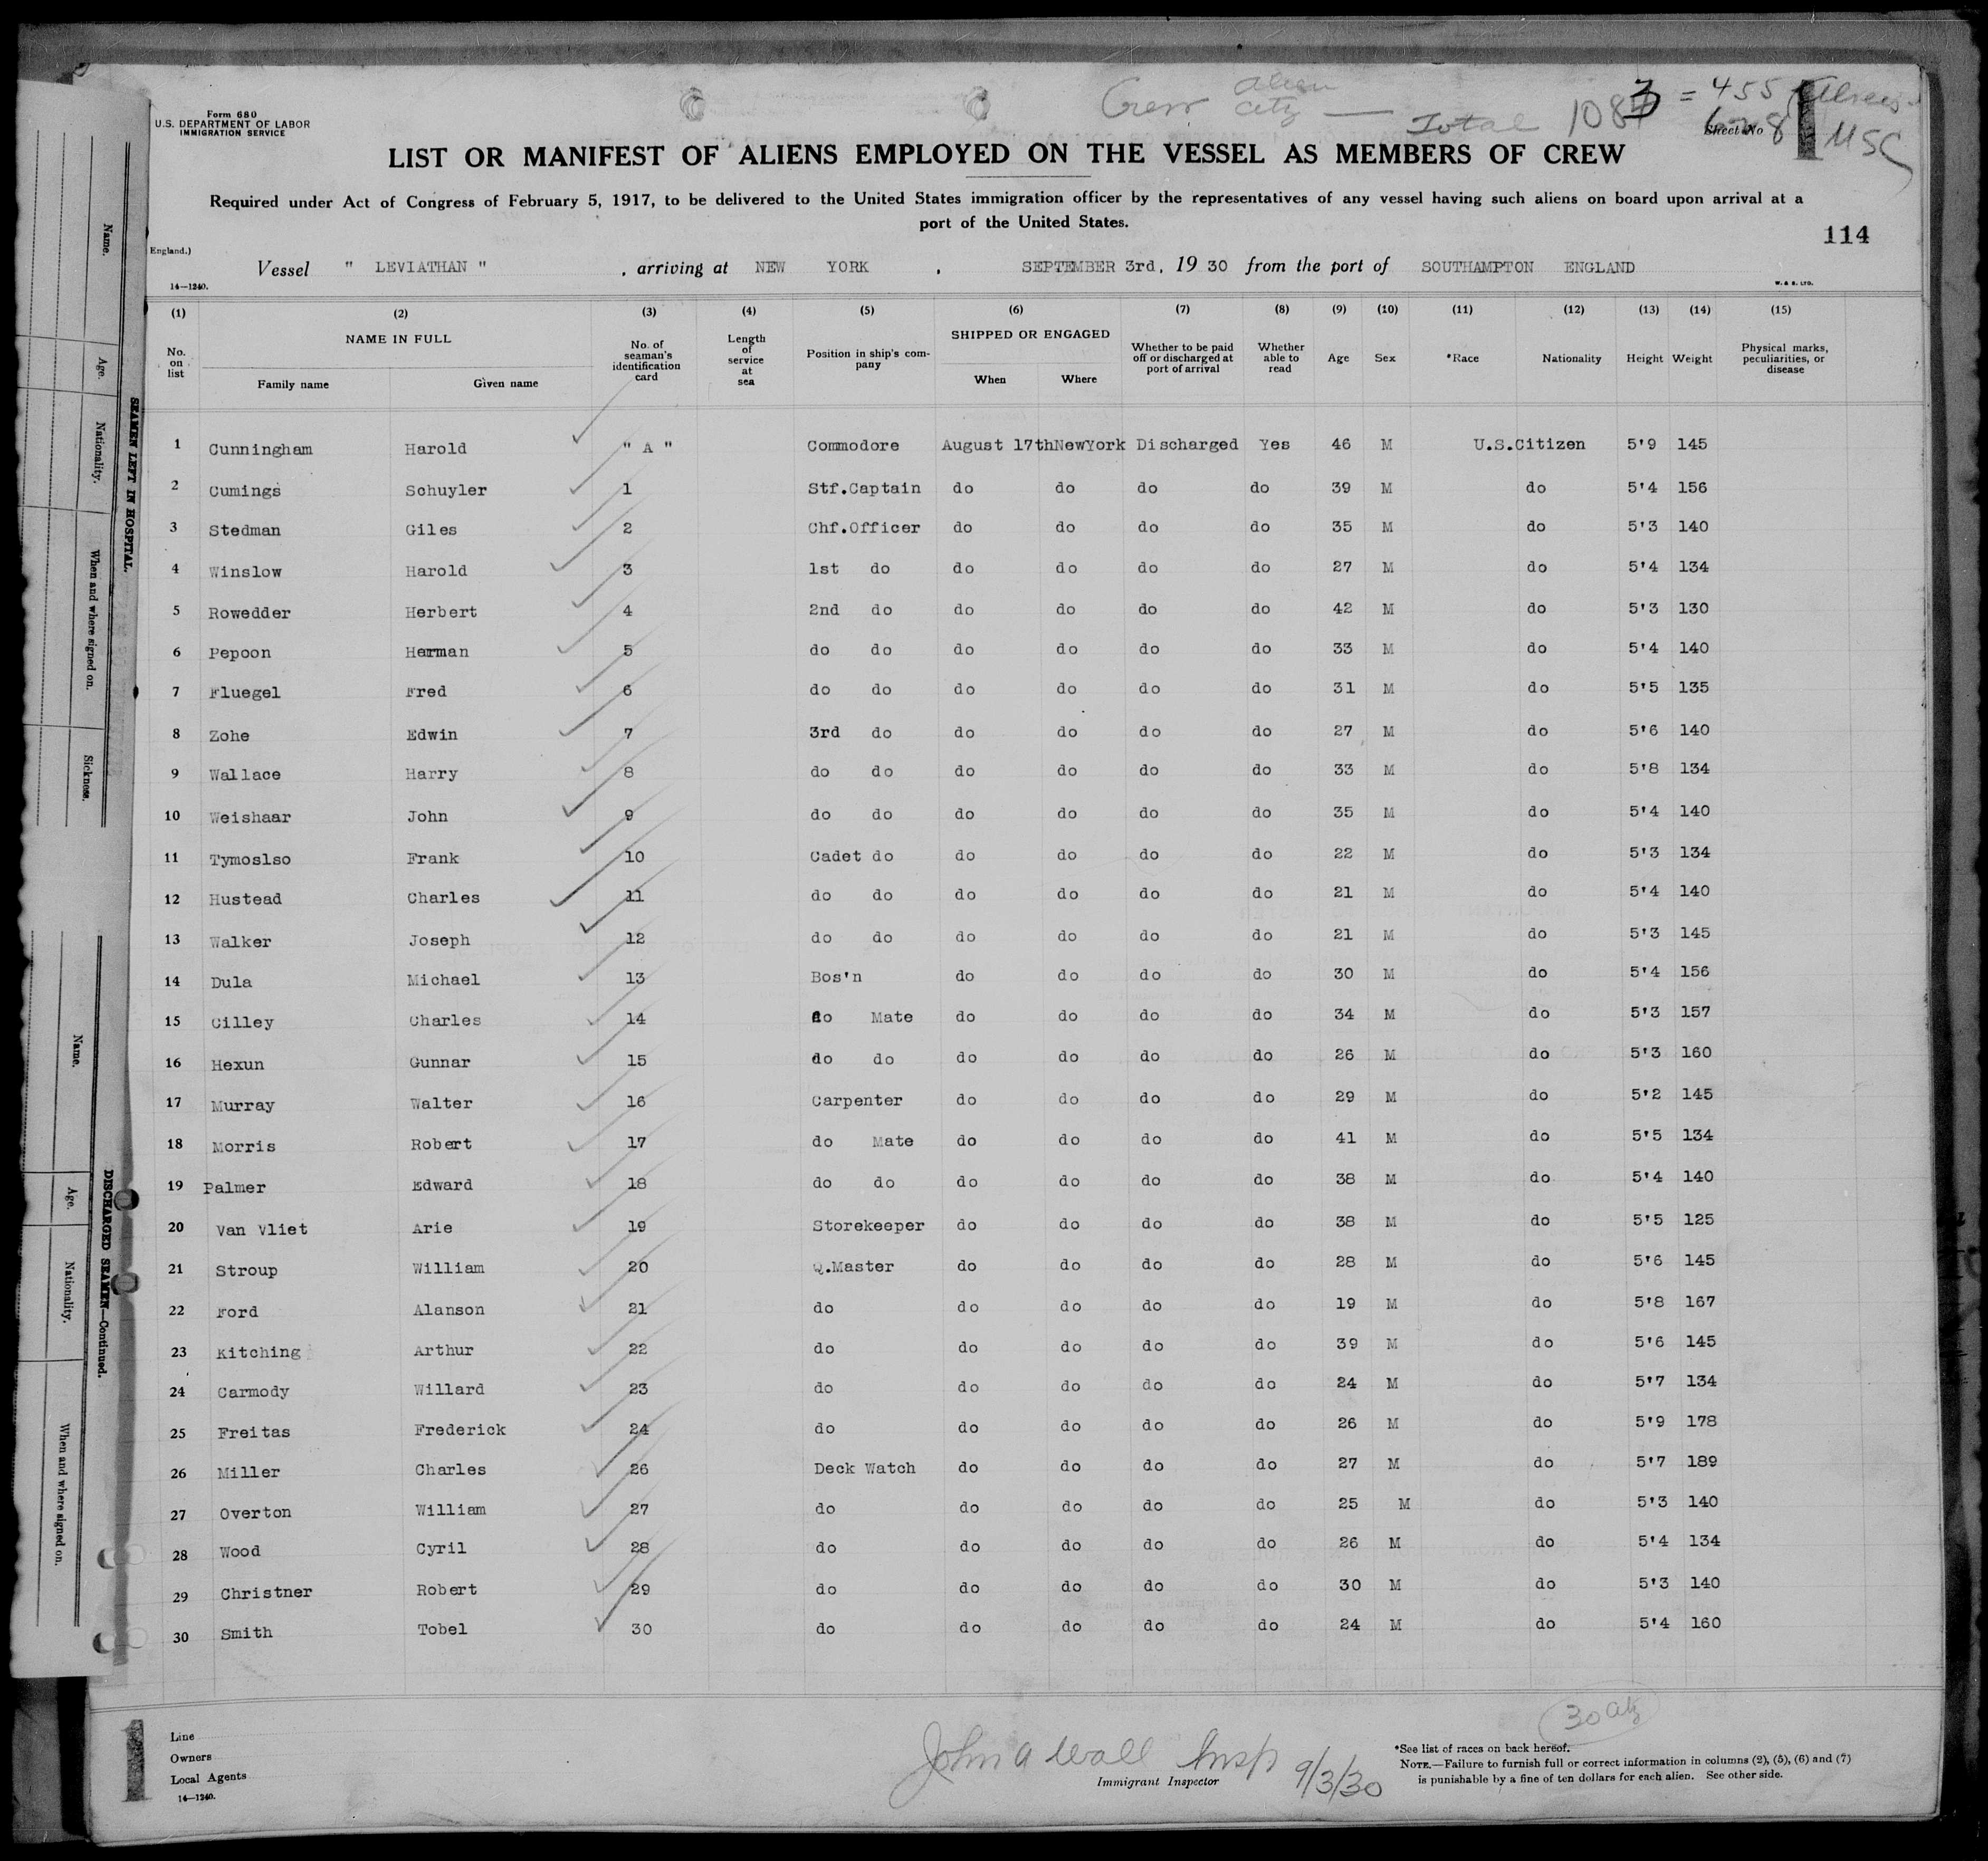 Form 680
U.S. DEPARTMENT OF LABOR
IMMIGRATION SERVICE
Crew Alien
City — Total 108 3 = 455 Aliens
Sheet No 1
628 USC
LIST OR MANIFEST OF ALIENS EMPLOYED ON THE VESSEL AS MEMBERS OF CREW
Required under Act of Congress of February 5, 1917, to be delivered to the United States immigration officer by the representatives of any vessel having such aliens on board upon arrival at a
port of the United States.
114
England.)
Vessel " LEVIATHAN " , arriving at NEW YORK , SEPTEMBER 3rd, 19 30 from the port of SOUTHAMPTON ENGLAND
14—1240.
W. & S. LTD.
(1) (2) (3) (4) (5) (6) (7) (8) (9) (10) (11) (12) (13) (14) (15)
No. on list NAME IN FULL Family name Given name No. of seaman's identification card Length of service at sea Position in ship's company SHIPPED OR ENGAGED When Where Whether to be paid off or discharged at port of arrival Whether able to read Age Sex *Race Nationality Height Weight Physical marks, peculiarities, or disease
1 Cunningham Harold " A " Commodore August 17th NewYork Discharged Yes 46 M U.S.Citizen 5'9 145
2 Cumings Schuyler 1 Stf.Captain do do do do 39 M do 5'4 156
3 Stedman Giles 2 Chf.Officer do do do do 35 M do 5'3 140
4 Winslow Harold 3 1st do do do do do 27 M do 5'4 134
5 Rowedder Herbert 4 2nd do do do do do 42 M do 5'3 130
6 Pepoon Herman 5 do do do do do do 33 M do 5'4 140
7 Fluegel Fred 6 do do do do do do 31 M do 5'5 135
8 Zohe Edwin 7 3rd do do do do do 27 M do 5'6 140
9 Wallace Harry 8 do do do do do do 33 M do 5'8 134
10 Weishaar John 9 do do do do do do 35 M do 5'4 140
11 Tymoslso Frank 10 Cadet do do do do do 22 M do 5'3 134
12 Hustead Charles 11 do do do do do do 21 M do 5'4 140
13 Walker Joseph 12 do do do do do do 21 M do 5'3 145
14 Dula Michael 13 Bos'n do do do do 30 M do 5'4 156
15 Cilley Charles 14 do Mate do do do do 34 M do 5'3 157
16 Hexun Gunnar 15 do do do do do do 26 M do 5'3 160
17 Murray Walter 16 Carpenter do do do do 29 M do 5'2 145
18 Morris Robert 17 do Mate do do do do 41 M do 5'5 134
19 Palmer Edward 18 do do do do do do 38 M do 5'4 140
20 Van Vliet Arie 19 Storekeeper do do do do 38 M do 5'5 125
21 Stroup William 20 Q.Master do do do do 28 M do 5'6 145
22 Ford Alanson 21 do do do do do 19 M do 5'8 167
23 Kitching Arthur 22 do do do do do 39 M do 5'6 145
24 Carmody Willard 23 do do do do do 24 M do 5'7 134
25 Freitas Frederick 24 do do do do do 26 M do 5'9 178
26 Miller Charles 26 Deck Watch do do do do 27 M do 5'7 189
27 Overton William 27 do do do do do 25 M do 5'3 140
28 Wood Cyril 28 do do do do do 26 M do 5'4 134
29 Christner Robert 29 do do do do do 30 M do 5'3 140
30 Smith Tobel 30 do do do do do 24 M do 5'4 160
30
1
Line
Owners
Local Agents
14—1240.
John A Wall Insp 9/3/30
Immigrant Inspector
*See list of races on back hereof.
NOTE.—Failure to furnish full or correct information in columns (2), (5), (6) and (7)
is punishable by a fine of ten dollars for each alien. See other side.
SEAMEN LEFT IN HOSPITAL.
Name. Age. Nationality. When and where signed on. Sickness.
DISCHARGED SEAMEN—Continued.
Name. Age. Nationality. When and where signed on.